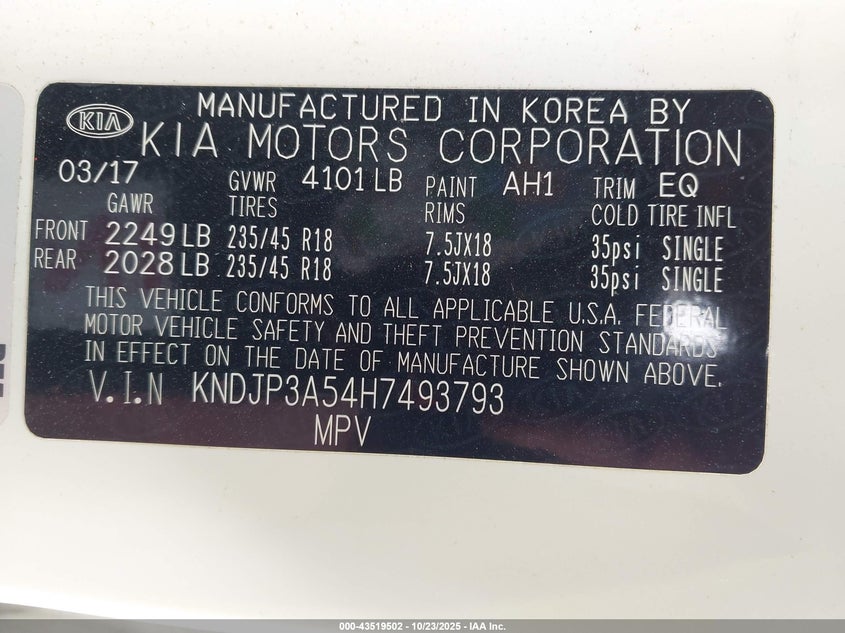 MANUFACTURED IN KOREA BY
KIA KIA MOTORS CORPORATION
03/17 GVWR 4101 LB PAINT AH1 TRIM EQ
GAWR TIRES RIMS COLD TIRE INFL
FRONT 2249 LB 235/45 R18 7.5JX18 35psi SINGLE
REAR 2028 LB 235/45 R18 7.5JX18 35psi SINGLE
THIS VEHICLE CONFORMS TO ALL APPLICABLE U.S.A. FEDERAL
MOTOR VEHICLE SAFETY AND THEFT PREVENTION STANDARDS
IN EFFECT ON THE DATE OF MANUFACTURE SHOWN ABOVE.
V.I.N KNDJP3A54H7493793
MPV
000-43519502 - 10/23/2025 - IAA Inc.